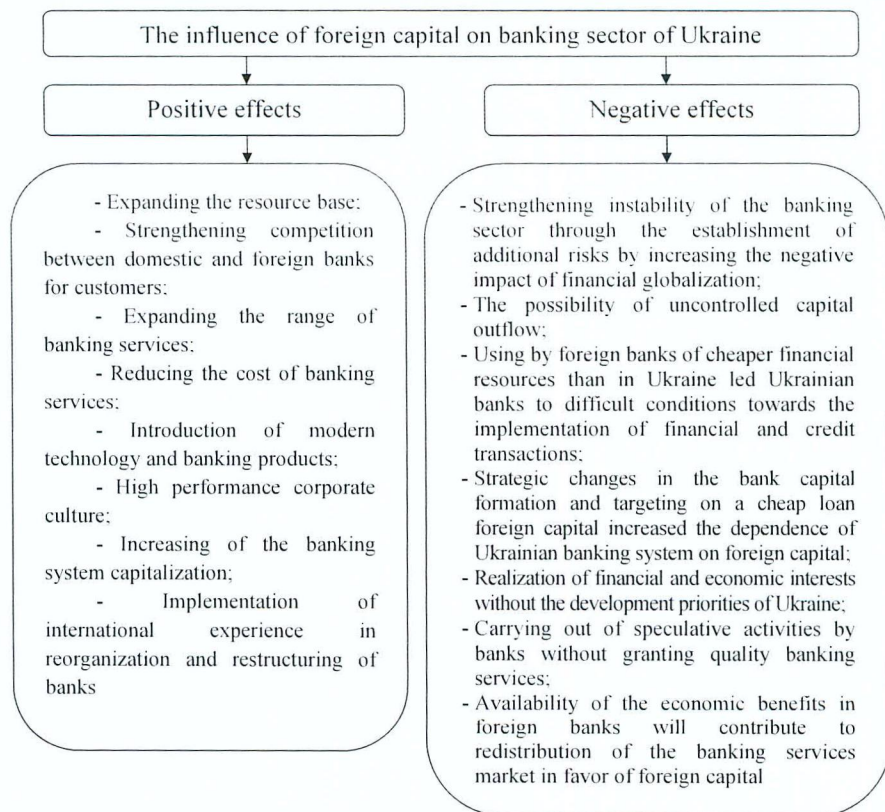 The influence of foreign capital on banking sector of Ukraine
Positive effects
Negative effects
- Expanding the resource base;
- Strengthening competition
between domestic and foreign banks
for customers;
- Expanding the range of
banking services;
- Reducing the cost of banking
services;
- Introduction of modern
technology and banking products;
- High performance corporate
culture;
- Increasing of the banking
system capitalization;
- Implementation of
international experience in
reorganization and restructuring of
banks
- Strengthening instability of the banking
sector through the establishment of
additional risks by increasing the negative
impact of financial globalization;
- The possibility of uncontrolled capital
outflow;
- Using by foreign banks of cheaper financial
resources than in Ukraine led Ukrainian
banks to difficult conditions towards the
implementation of financial and credit
transactions;
- Strategic changes in the bank capital
formation and targeting on a cheap loan
foreign capital increased the dependence of
Ukrainian banking system on foreign capital;
- Realization of financial and economic interests
without the development priorities of Ukraine;
- Carrying out of speculative activities by
banks without granting quality banking
services;
- Availability of the economic benefits in
foreign banks will contribute to
redistribution of the banking services
market in favor of foreign capital